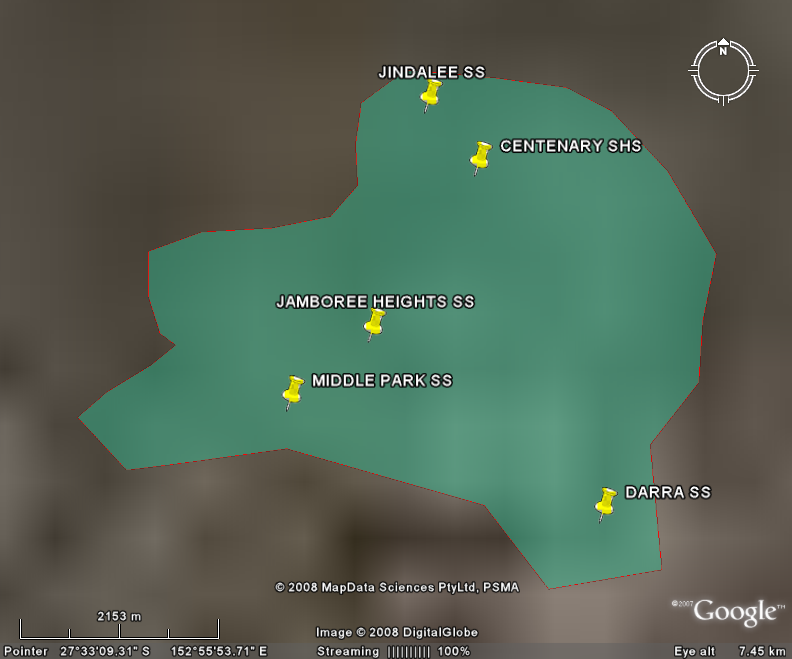 JINDALEE SS
N
CENTENARY SHS
JAMBOREE HEIGHTS SS
MIDDLE PARK SS
DARRA SS
© 2008 MapData Sciences PtyLtd, PSMA
©2007 Google™
2153 m
Image © 2008 DigitalGlobe
Pointer 27°33'09.31" S 152°55'53.71" E Streaming |||||||||| 100% Eye alt 7.45 km